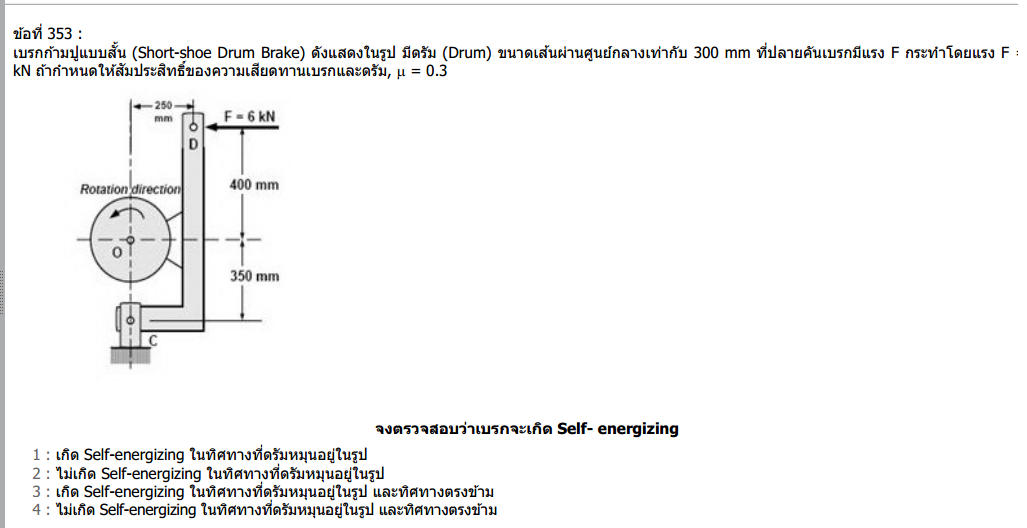 ข้อที่ 353 :
เบรกก้ามปูแบบสั้น (Short-shoe Drum Brake) ดังแสดงในรูป มีดรัม (Drum) ขนาดเส้นผ่านศูนย์กลางเท่ากับ 300 mm ที่ปลายคันเบรกมีแรง F กระทำโดยแรง F
kN ถ้ากำหนดให้สัมประสิทธิ์ของความเสียดทานเบรกและดรัม, μ = 0.3
250
mm
F = 6 kN
D
Rotation direction
400 mm
O
350 mm
C
จงตรวจสอบว่าเบรกจะเกิด Self- energizing
1 : เกิด Self-energizing ในทิศทางที่ดรัมหมุนอยู่ในรูป
2 : ไม่เกิด Self-energizing ในทิศทางที่ดรัมหมุนอยู่ในรูป
3 : เกิด Self-energizing ในทิศทางที่ดรัมหมุนอยู่ในรูป และทิศทางตรงข้าม
4 : ไม่เกิด Self-energizing ในทิศทางที่ดรัมหมุนอยู่ในรูป และทิศทางตรงข้าม